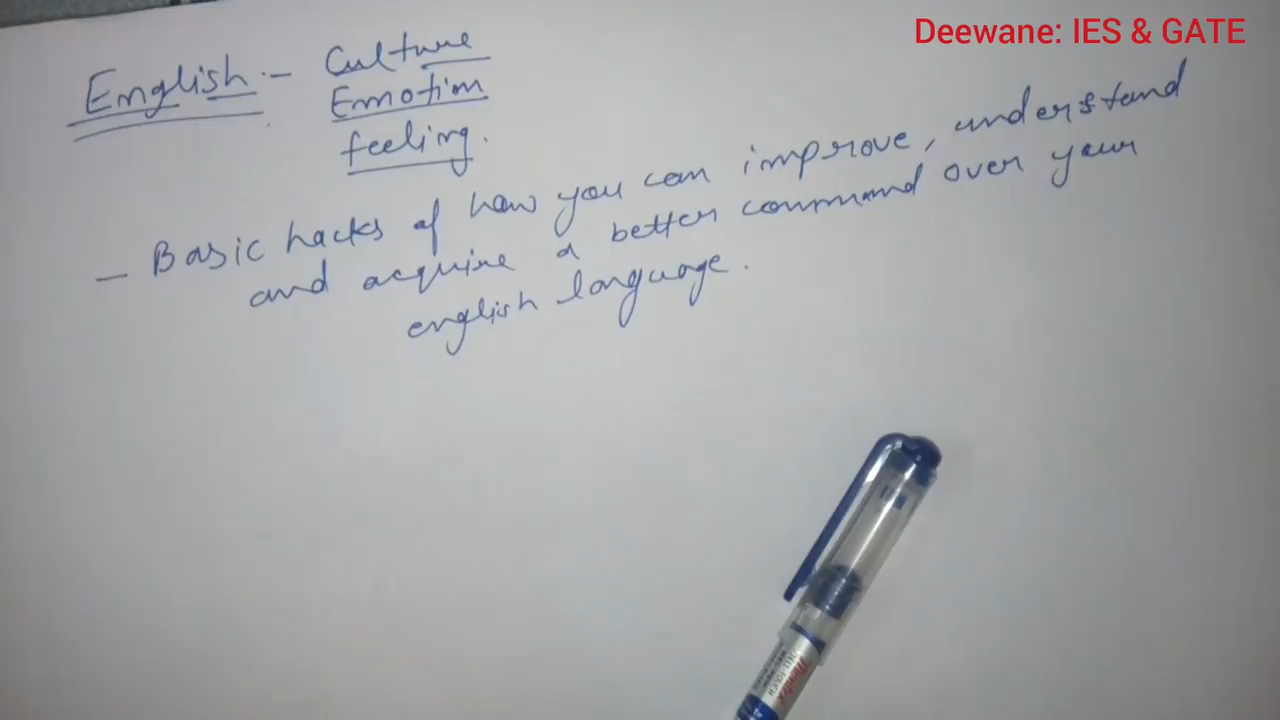 Deewane: IES & GATE
English :- Culture
Emotion
feeling.
- Basic hacks of how you can improve, understand
and acquire a better command over your
english language.